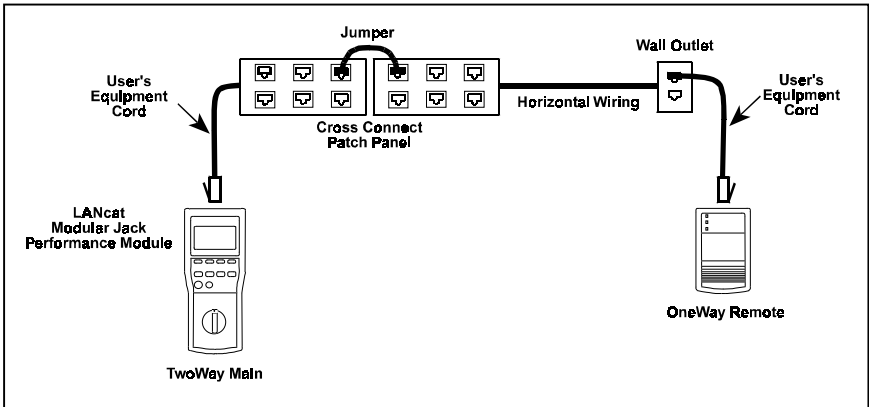 Jumper
Wall Outlet
User's
Equipment
Cord
User's
Equipment
Cord
Horizontal Wiring
Cross Connect
Patch Panel
LANcat
Modular Jack
Performance Module
OneWay Remote
TwoWay Main